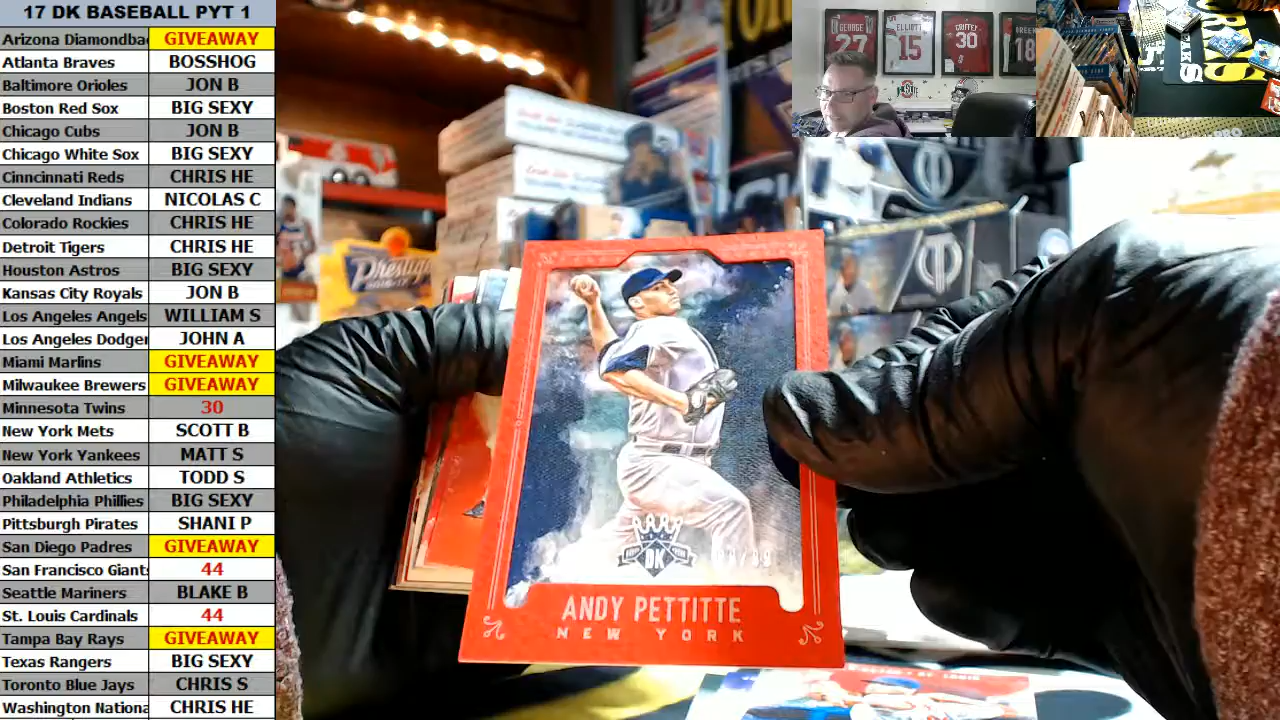 17 DK BASEBALL PYT 1
Arizona Diamondba GIVEAWAY
Atlanta Braves BOSSHOG
Baltimore Orioles JON B
Boston Red Sox BIG SEXY
Chicago Cubs JON B
Chicago White Sox BIG SEXY
Cinncinnati Reds CHRIS HE
Cleveland Indians NICOLAS C
Colorado Rockies CHRIS HE
Detroit Tigers CHRIS HE
Houston Astros BIG SEXY
Kansas City Royals JON B
Los Angeles Angels WILLIAM S
Los Angeles Dodger JOHN A
Miami Marlins GIVEAWAY
Milwaukee Brewers GIVEAWAY
Minnesota Twins 30
New York Mets SCOTT B
New York Yankees MATT S
Oakland Athletics TODD S
Philadelphia Phillies BIG SEXY
Pittsburgh Pirates SHANI P
San Diego Padres GIVEAWAY
San Francisco Giants 44
Seattle Mariners BLAKE B
St. Louis Cardinals 44
Tampa Bay Rays GIVEAWAY
Texas Rangers BIG SEXY
Toronto Blue Jays CHRIS S
Washington Nationa CHRIS HE
GEORGE
27
ELLIOTT
15
GRIFFEY
30
GREEN
18
Prestige
DK
ANDY PETTITTE
NEW YORK